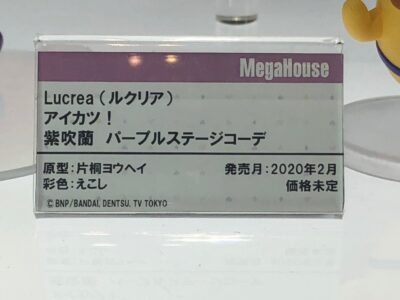 MegaHouse
Lucrea(ルクリア)
アイカツ！
紫吹蘭 パープルステージコーデ
原型:片桐ヨウヘイ 発売月:2020年2月
彩色:えこし 価格未定
© BNP/BANDAI, DENTSU, TV TOKYO